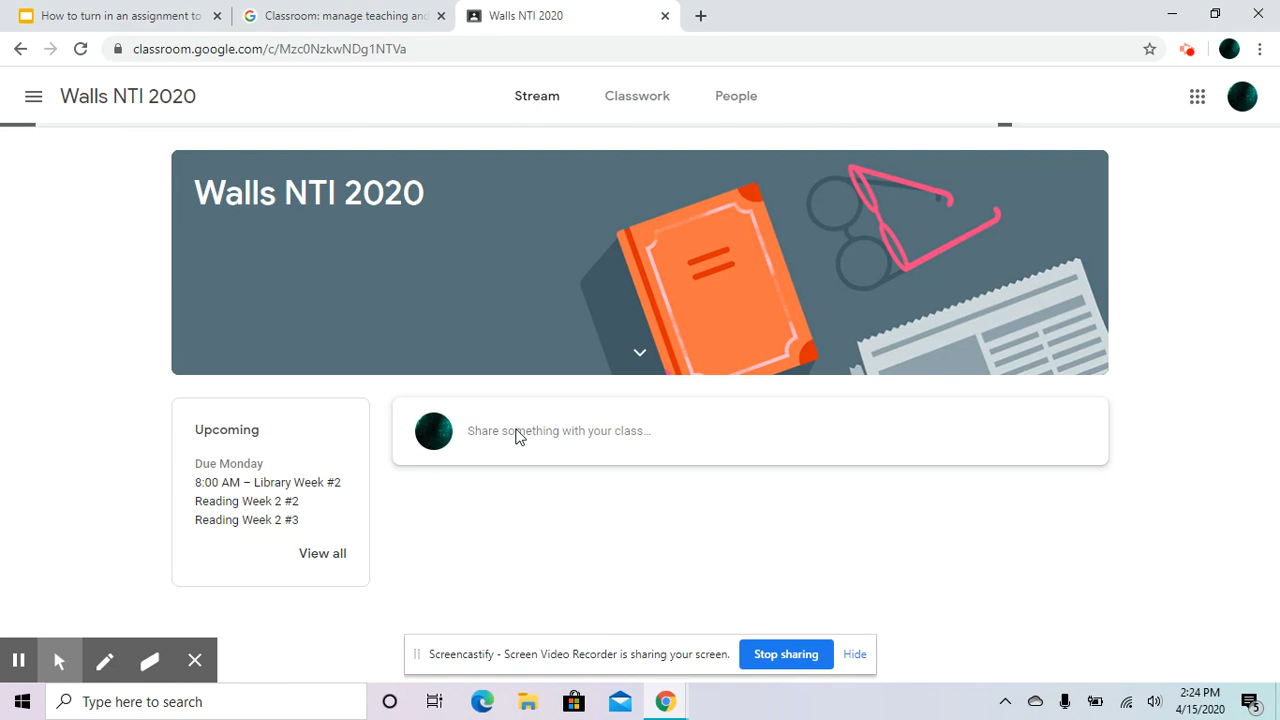 How to turn in an assignment to
Classroom: manage teaching and
Walls NTI 2020
classroom.google.com/c/Mzc0NzkwNDg1NTVa
Walls NTI 2020
Stream
Classwork
People
Walls NTI 2020
Upcoming
Due Monday
8:00 AM – Library Week #2
Reading Week 2 #2
Reading Week 2 #3
View all
Share something with your class...
Screencastify - Screen Video Recorder is sharing your screen.
Stop sharing
Hide
Type here to search
2:24 PM
4/15/2020
5